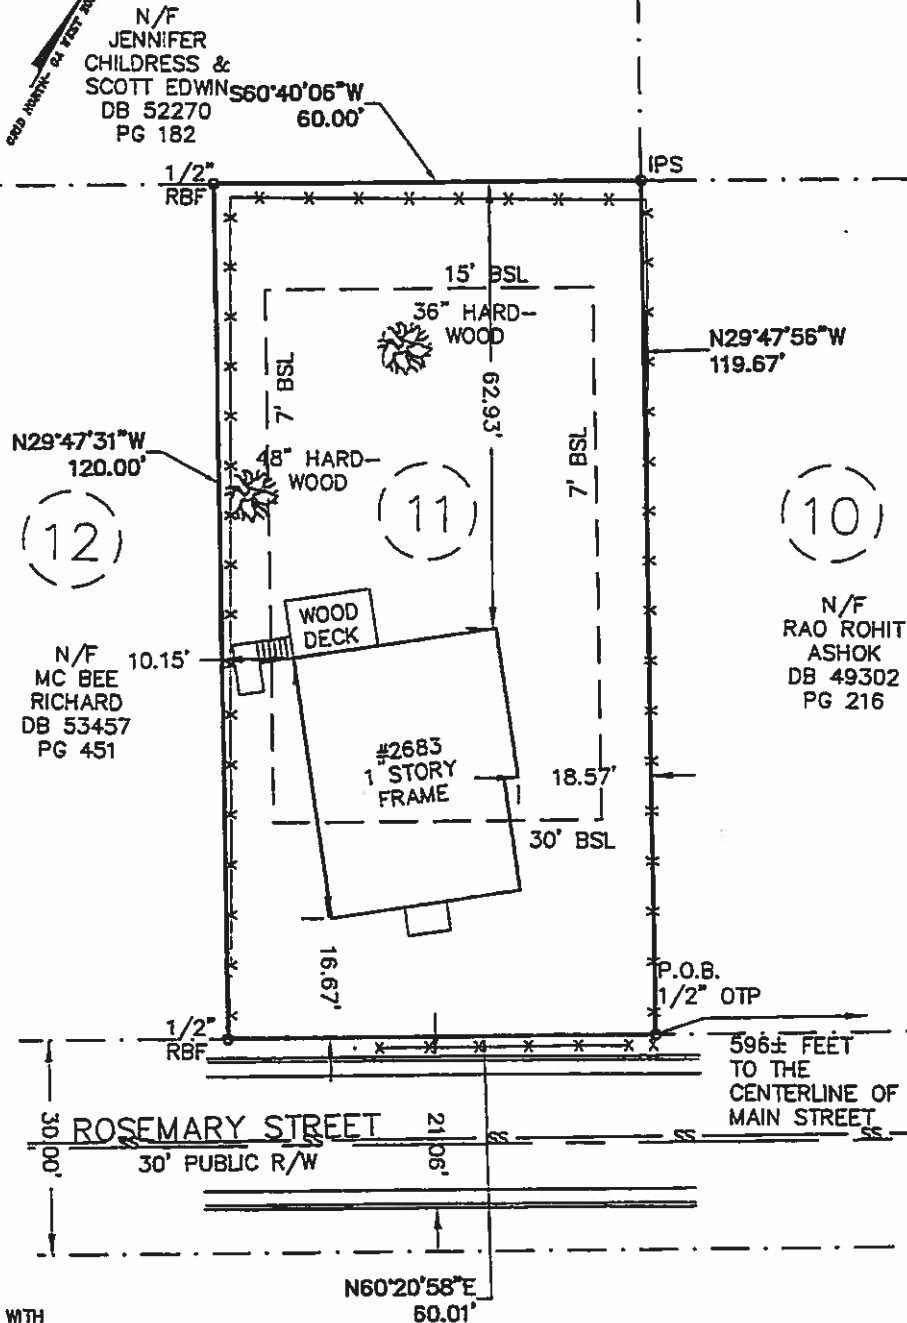 GRID NORTH- GA WEST
N/F
JENNIFER
CHILDRESS &
SCOTT EDWIN
DB 52270
PG 182
S60°40'06"W
60.00'
1/2"
RBF
IPS
15' BSL
36" HARD-
WOOD
7' BSL
62.93'
7' BSL
N29°47'56"W
119.67'
N29°47'31"W
120.00'
48" HARD-
WOOD
12
11
10
WOOD
DECK
N/F
MC BEE
RICHARD
DB 53457
PG 451
10.15'
N/F
RAO ROHIT
ASHOK
DB 49302
PG 216
#2683
1 STORY
FRAME
18.57'
30' BSL
16.67'
P.O.B.
1/2" OTP
1/2"
RBF
596± FEET
TO THE
CENTERLINE OF
MAIN STREET
30.00'
ROSEMARY STREET
30' PUBLIC R/W
21.06'
SS SS SS SS SS
N60°20'58"E
60.01'
WITH